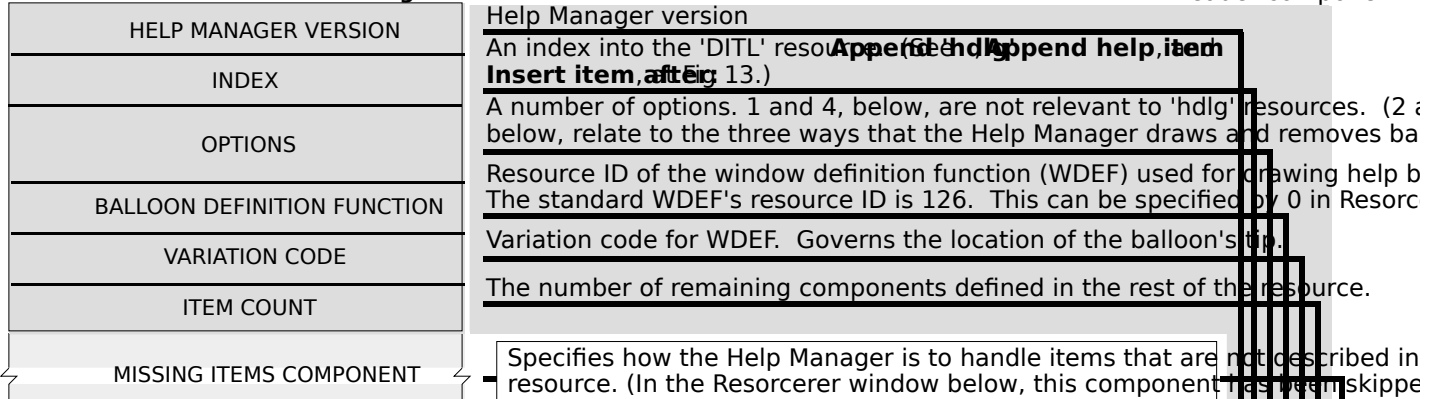 HELP MANAGER VERSION
Help Manager version
INDEX
An index into the 'DITL' resource. (See Append 'hdlg', Append help item, and
Insert item after:, at Fig 13.)
OPTIONS
A number of options. 1 and 4, below, are not relevant to 'hdlg' resources. (2 a
below, relate to the three ways that the Help Manager draws and removes ba
BALLOON DEFINITION FUNCTION
Resource ID of the window definition function (WDEF) used for drawing help b
The standard WDEF's resource ID is 126. This can be specified by 0 in Resorc
VARIATION CODE
Variation code for WDEF. Governs the location of the balloon's tip.
ITEM COUNT
The number of remaining components defined in the rest of the resource.
MISSING ITEMS COMPONENT
Specifies how the Help Manager is to handle items that are not described in
resource. (In the Resorcerer window below, this component has been skippe